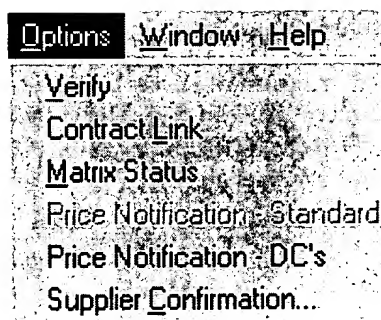 Options Window Help
Verify
Contract Link
Matrix Status
Price Notification - Standard
Price Notification - DC's
Supplier Confirmation...